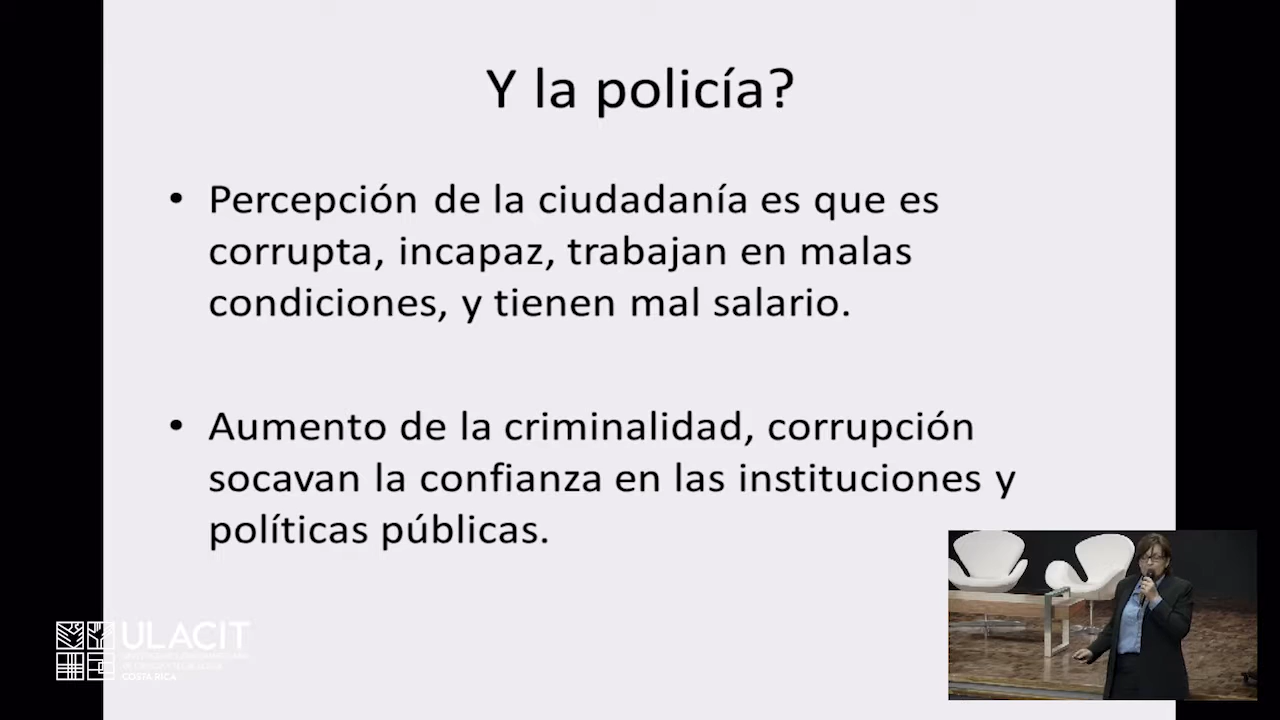 Y la policía?
• Percepción de la ciudadanía es que es
corrupta, incapaz, trabajan en malas
condiciones, y tienen mal salario.
• Aumento de la criminalidad, corrupción
socavan la confianza en las instituciones y
políticas públicas.
ULACIT
COSTA RICA